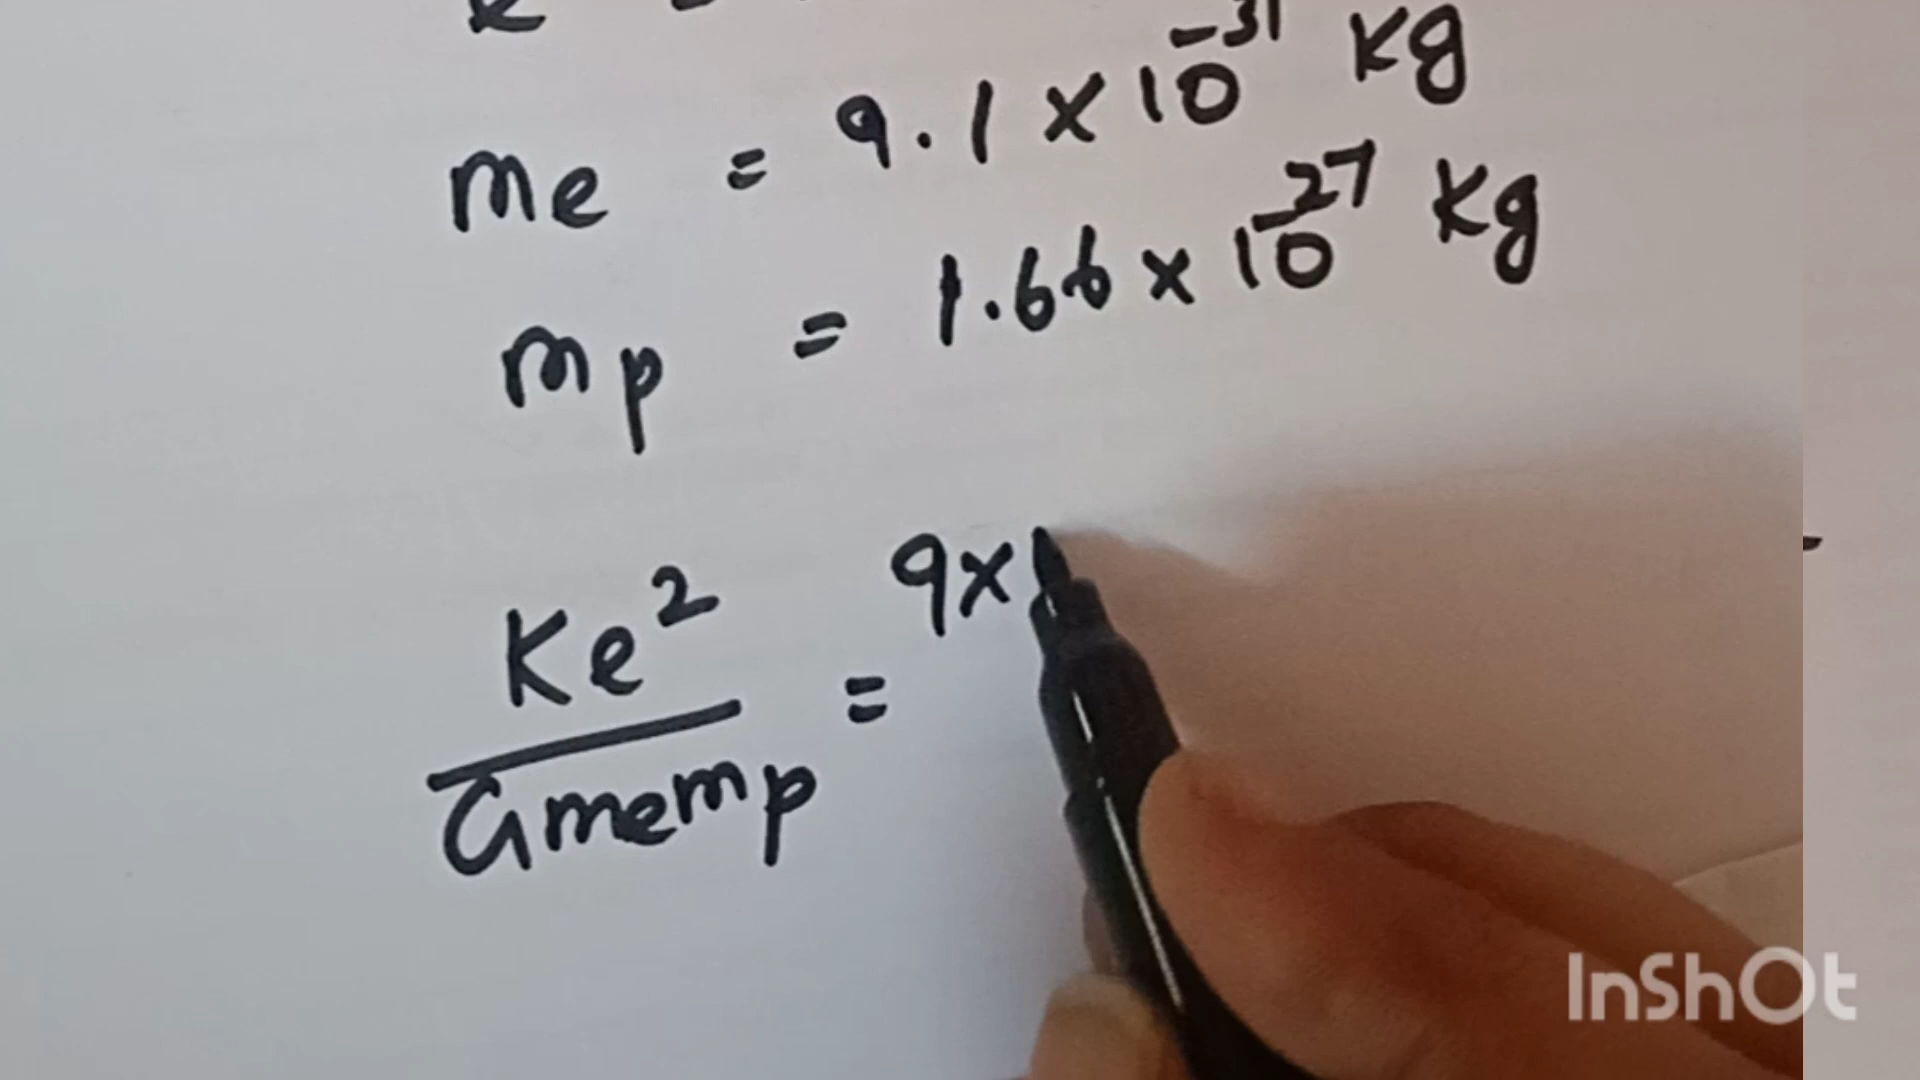 me = 9.1 × 10⁻³¹ kg
mp = 1.66 × 10⁻²⁷ kg
Ke² / Gmemp = 9×
InShOt